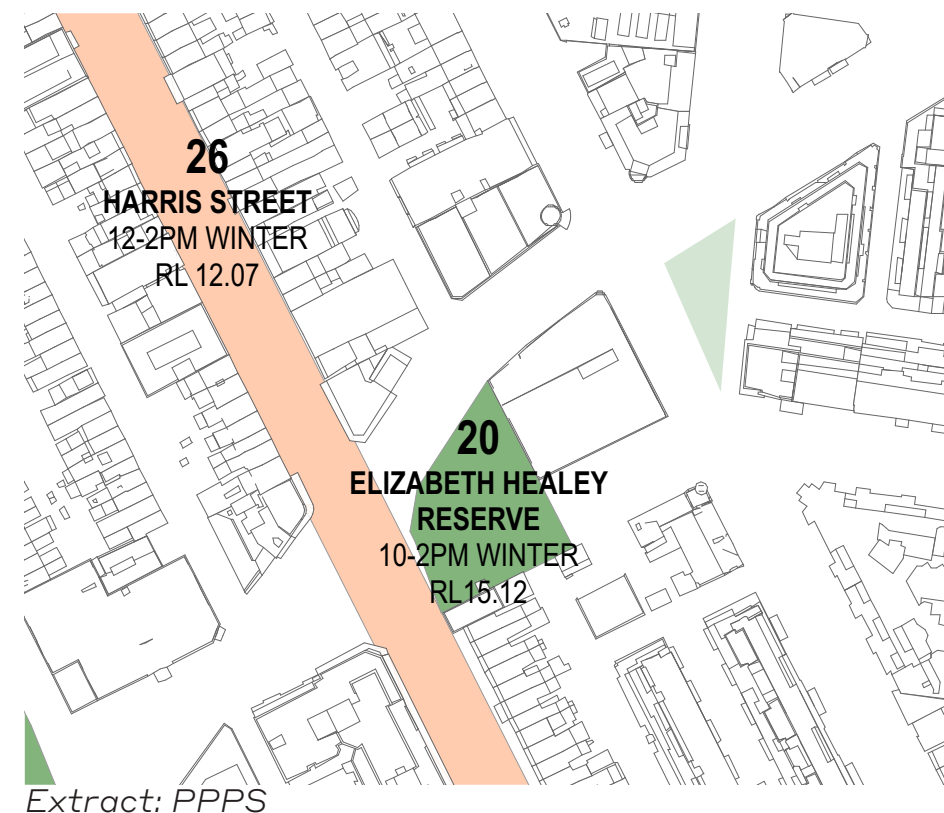 26
HARRIS STREET
12-2PM WINTER
RL 12.07
20
ELIZABETH HEALEY
RESERVE
10-2PM WINTER
RL15.12
Extract: PPPS